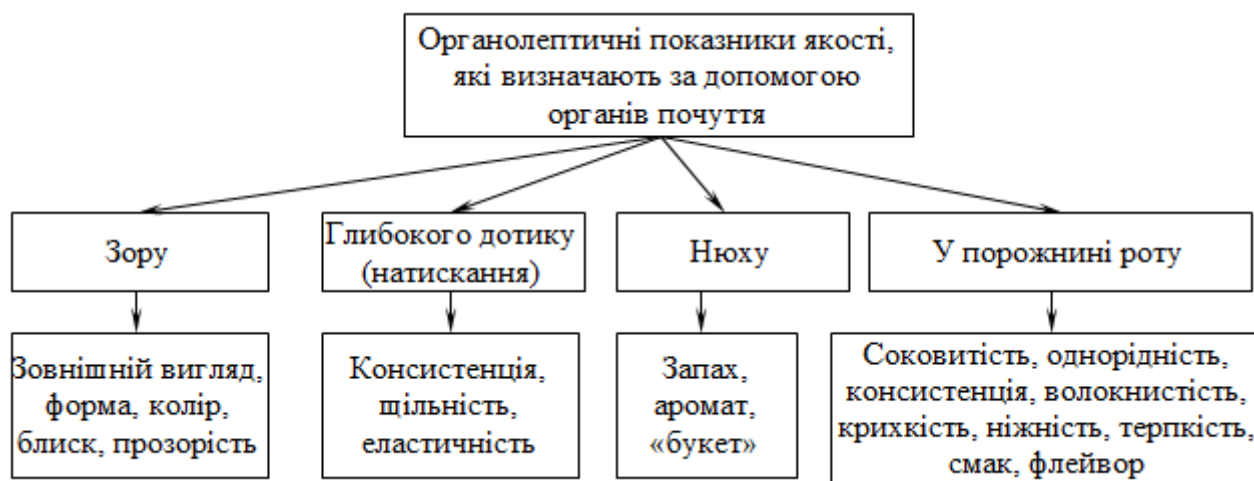 Органолептичні показники якості,
які визначають за допомогою
органів почуття
Зору
Глибокого дотику
(натискання)
Нюху
У порожнині роту
Зовнішній вигляд,
форма, колір,
блиск, прозорість
Консистенція,
щільність,
еластичність
Запах,
аромат,
«букет»
Соковитість, однорідність,
консистенція, волокнистість,
крихкість, ніжність, терпкість,
смак, флейвор